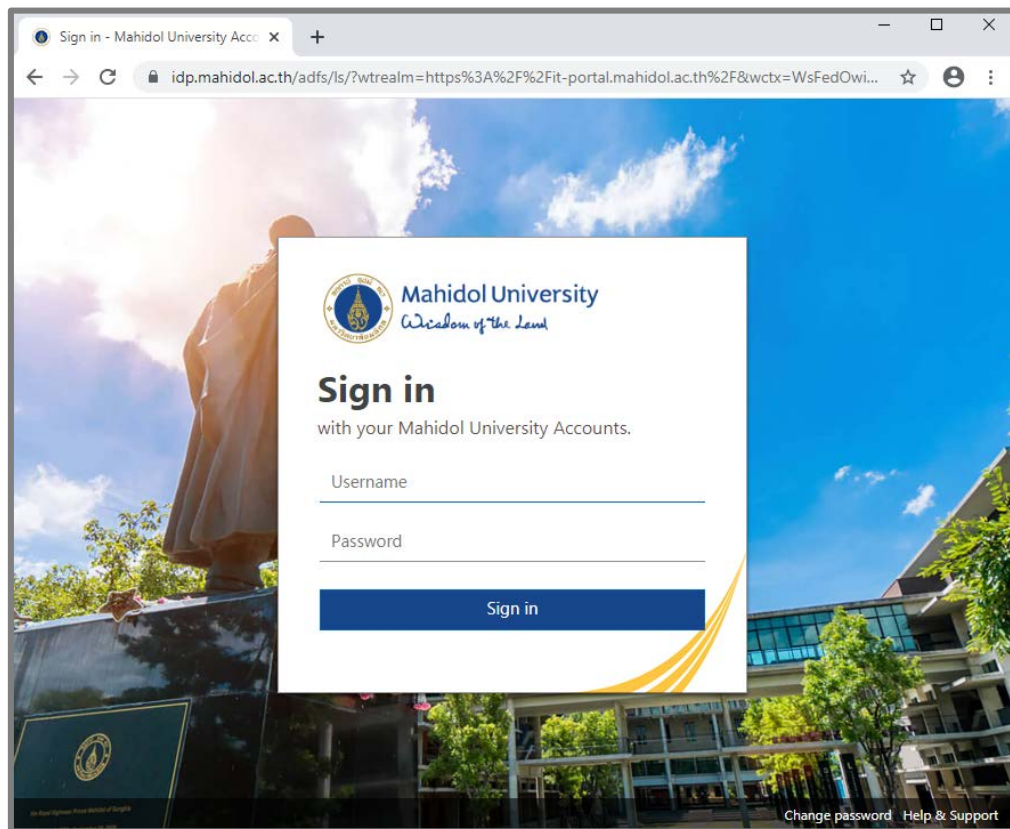 Sign in - Mahidol University Acco
idp.mahidol.ac.th/adfs/ls/?wtrealm=https%3A%2F%2Fit-portal.mahidol.ac.th%2F&wctx=WsFedOwi...
Mahidol University
Wisdom of the Land
Sign in
with your Mahidol University Accounts.
Username
Password
Sign in
Change password Help & Support